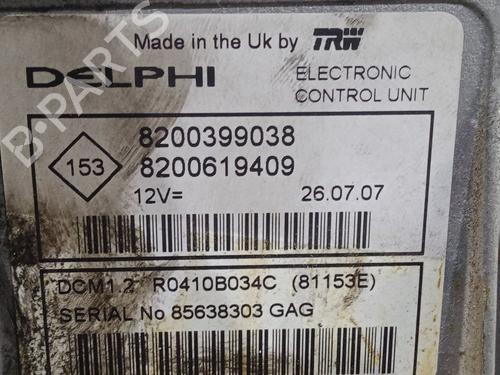 Made in the Uk by TRW
DELPHI
ELECTRONIC
CONTROL UNIT
153
8200399038
8200619409
12V= 26.07.07
DCM1.2 R0410B034C (81153E)
SERIAL No 85638303 GAG
B-PARTS